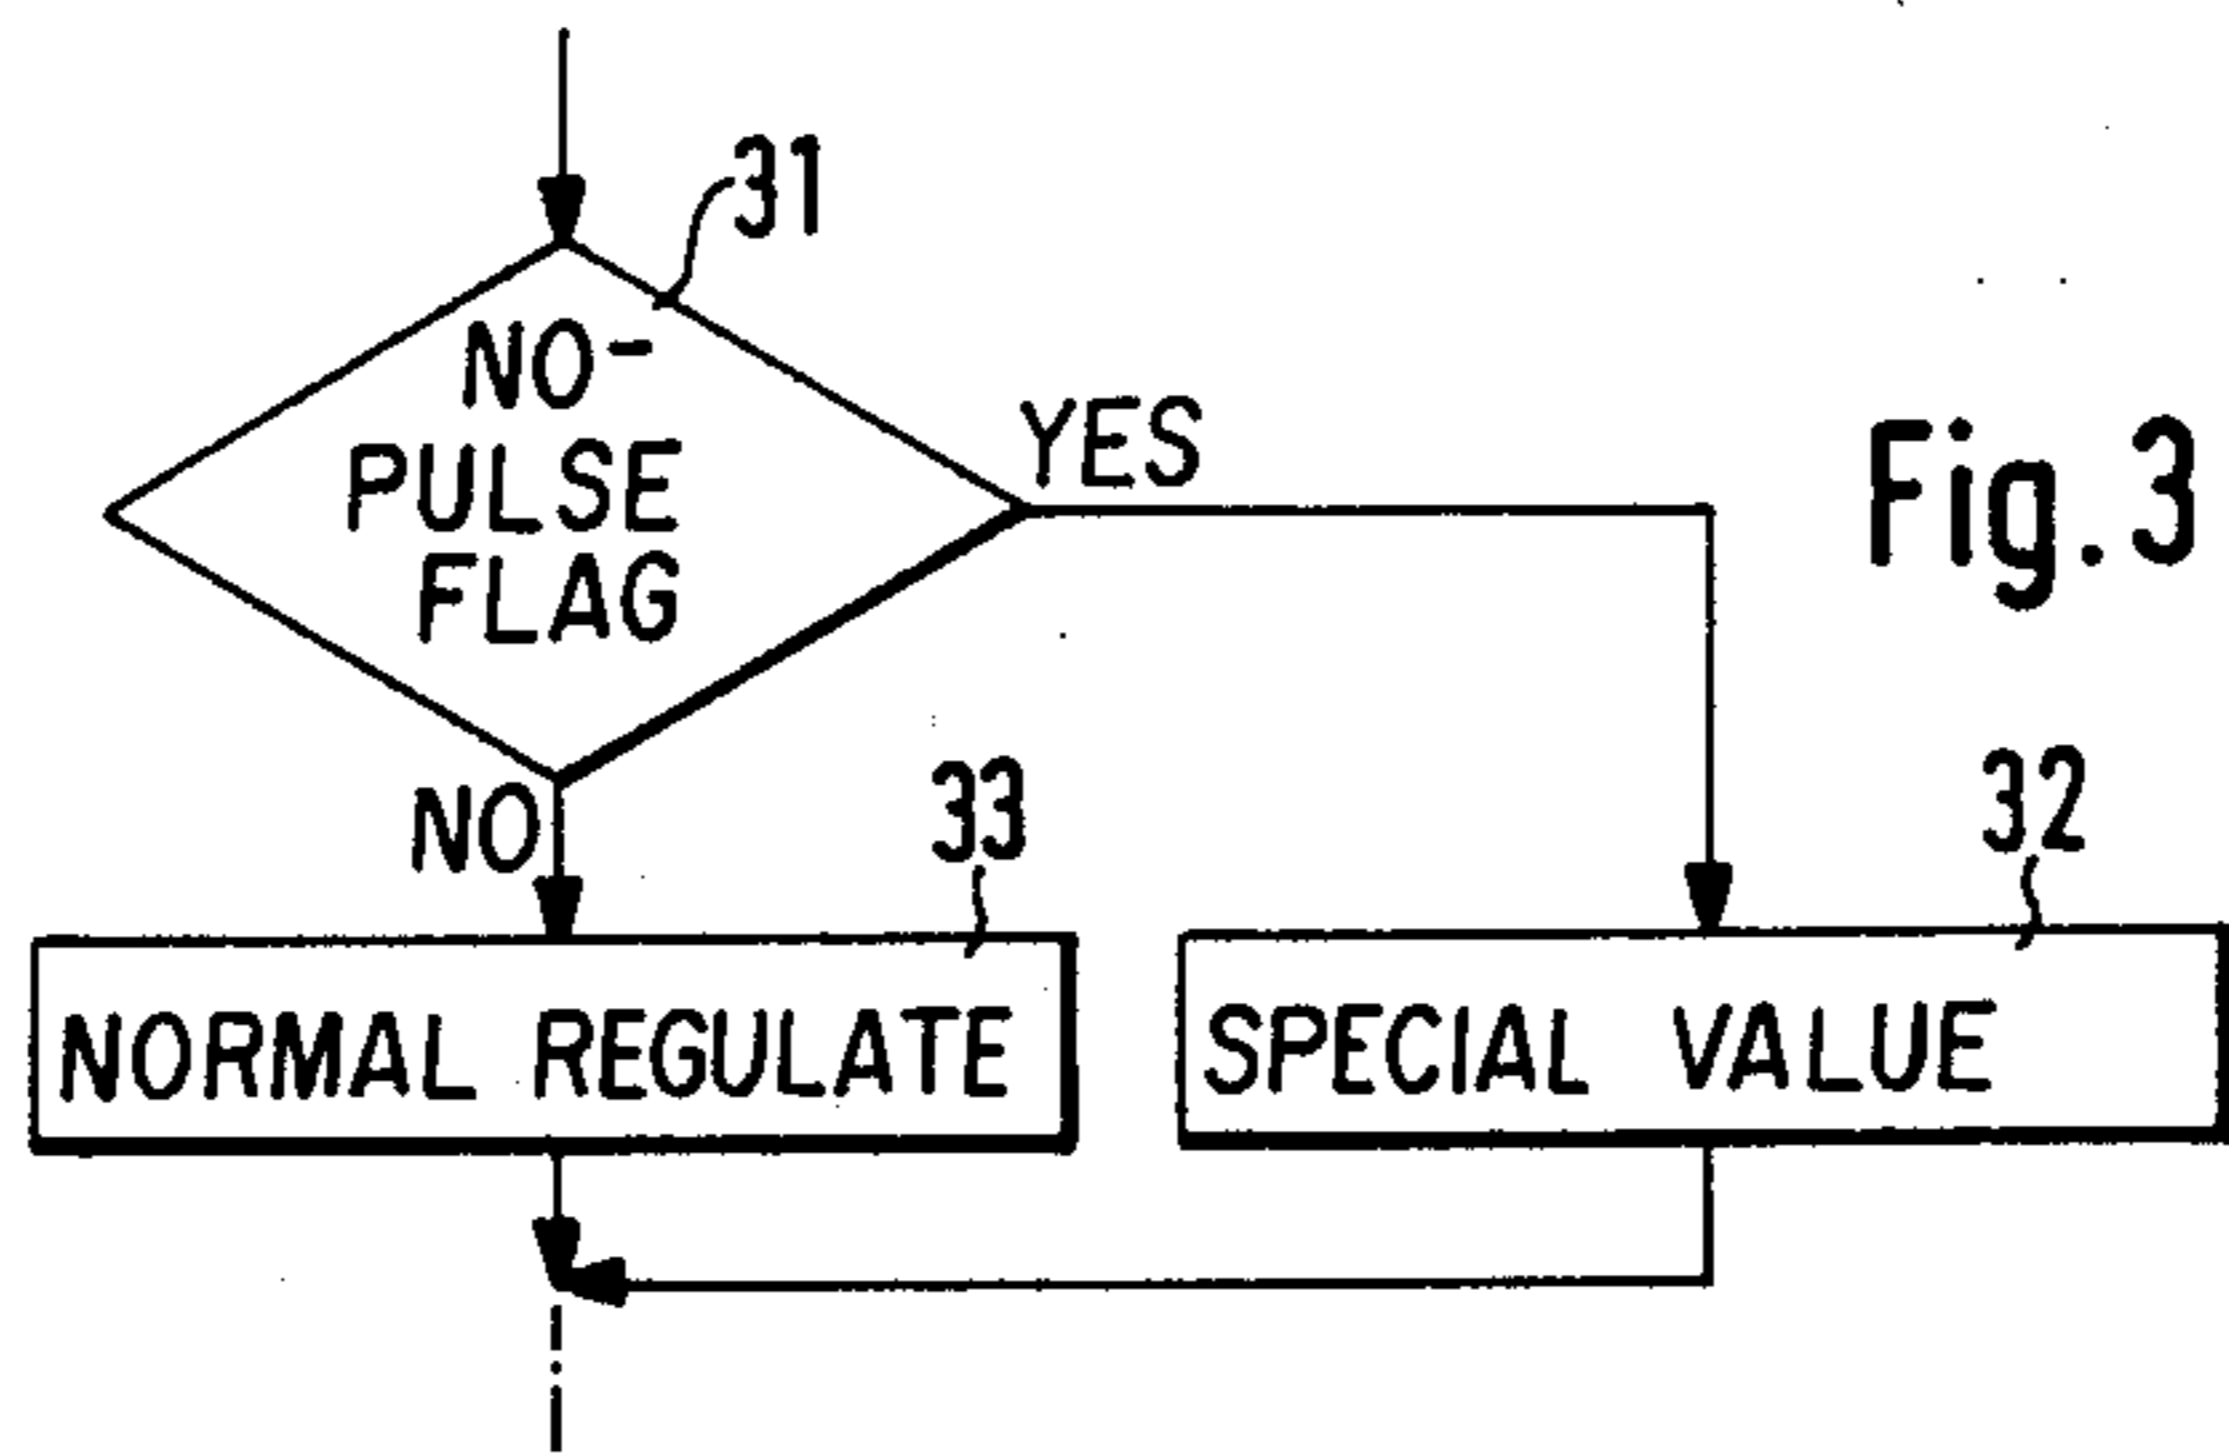 31
NO-
PULSE
FLAG
YES
Fig.3
NO
33
32
NORMAL REGULATE
SPECIAL VALUE